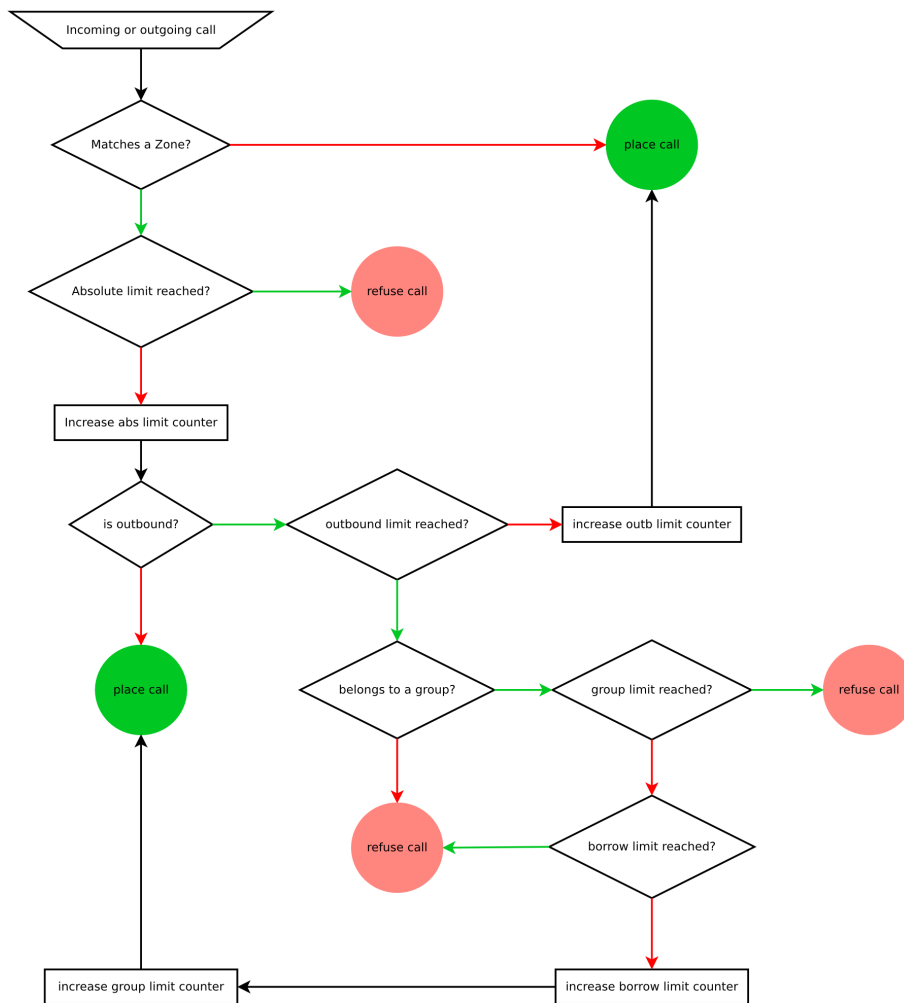 Incoming or outgoing call
Matches a Zone?
place call
Absolute limit reached?
refuse call
Increase abs limit counter
is outbound?
outbound limit reached?
increase outb limit counter
place call
belongs to a group?
group limit reached?
refuse call
refuse call
borrow limit reached?
increase group limit counter
increase borrow limit counter